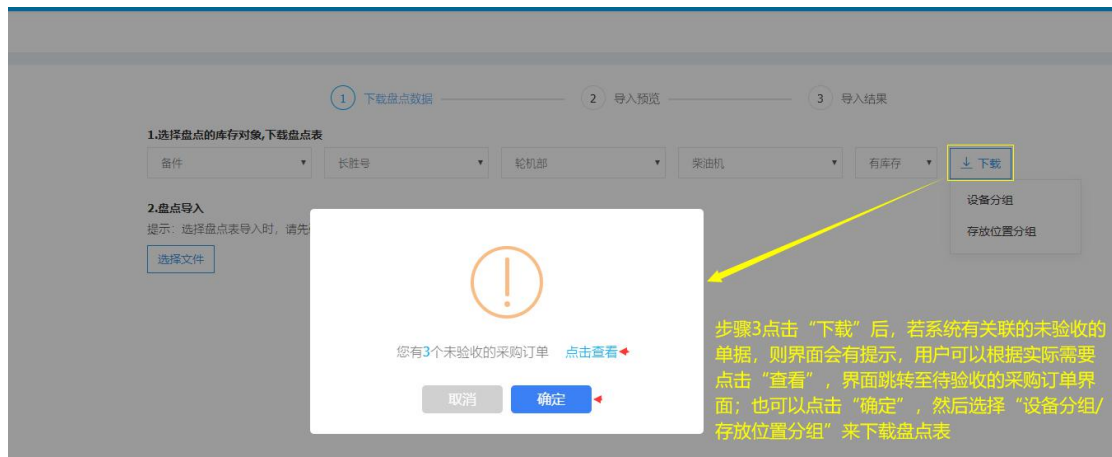 1 下载盘点数据 2 导入预览 3 导入结果
1.选择盘点的库存对象,下载盘点表
备件 长胜号 轮机部 柴油机 有库存 下载
设备分组
存放位置分组
2.盘点导入
提示：选择盘点表导入时，请先
选择文件
您有3个未验收的采购订单 点击查看
取消 确定
步骤3点击“下载”后，若系统有关联的未验收的
单据，则界面会有提示，用户可以根据实际需要
点击“查看”，界面跳转至待验收的采购订单界
面；也可以点击“确定”，然后选择“设备分组/
存放位置分组”来下载盘点表